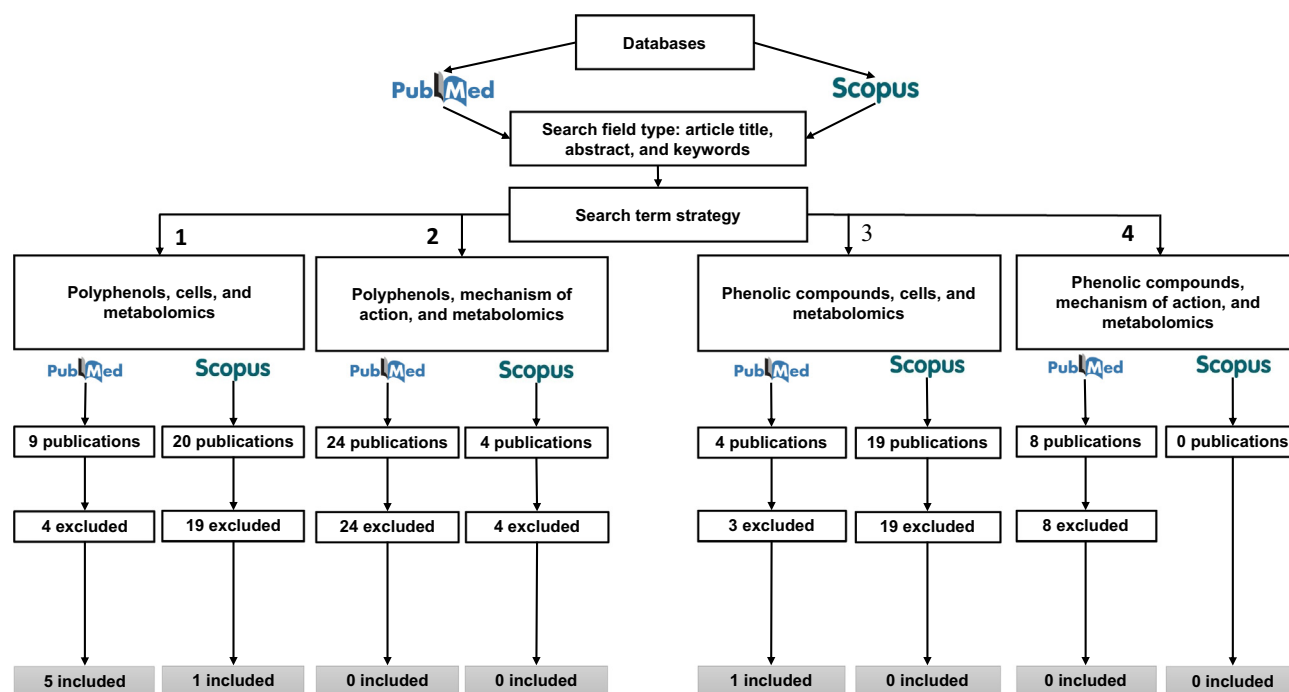 Databases
PubMed
Scopus
Search field type: article title,
abstract, and keywords
Search term strategy
1
2
3
4
Polyphenols, cells, and
metabolomics
Polyphenols, mechanism of
action, and metabolomics
Phenolic compounds, cells, and
metabolomics
Phenolic compounds,
mechanism of action, and
metabolomics
PubMed
Scopus
PubMed
Scopus
PubMed
Scopus
PubMed
Scopus
9 publications
20 publications
24 publications
4 publications
4 publications
19 publications
8 publications
0 publications
4 excluded
19 excluded
24 excluded
4 excluded
3 excluded
19 excluded
8 excluded
5 included
1 included
0 included
0 included
1 included
0 included
0 included
0 included